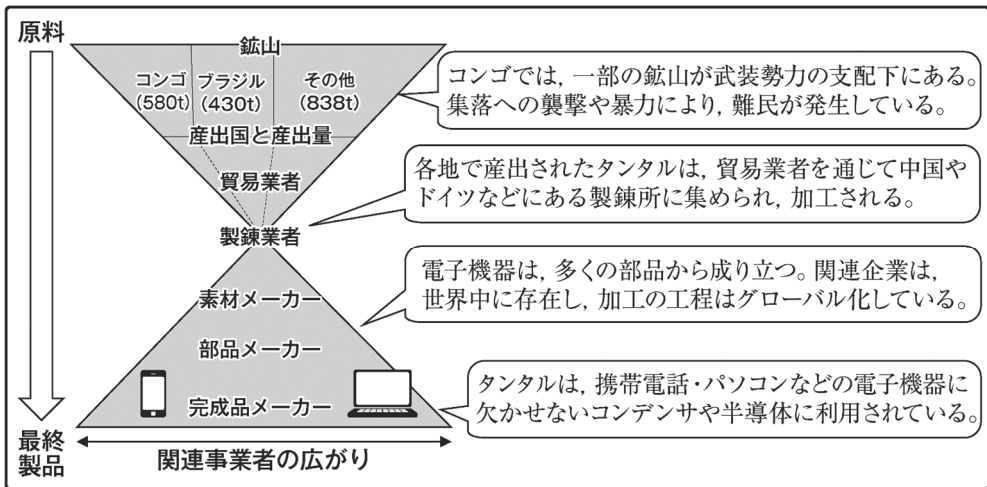 原料
鉱山
コンゴ
(580t)
ブラジル
(430t)
その他
(838t)
産出国と産出量
貿易業者
製錬業者
素材メーカー
部品メーカー
完成品メーカー
最終
製品
関連事業者の広がり
コンゴでは,一部の鉱山が武装勢力の支配下にある。
集落への襲撃や暴力により,難民が発生している。
各地で産出されたタンタルは,貿易業者を通じて中国や
ドイツなどにある製錬所に集められ,加工される。
電子機器は,多くの部品から成り立つ。関連企業は,
世界中に存在し,加工の工程はグローバル化している。
タンタルは,携帯電話・パソコンなどの電子機器に
欠かせないコンデンサや半導体に利用されている。